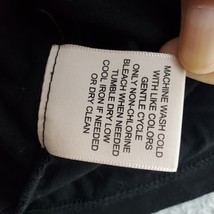 MACHINE WASH COLD
WITH LIKE COLORS
GENTLE CYCLE
ONLY NON-CHLORINE
BLEACH WHEN NEEDED
TUMBLE DRY LOW
COOL IRON IF NEEDED
OR DRY CLEAN